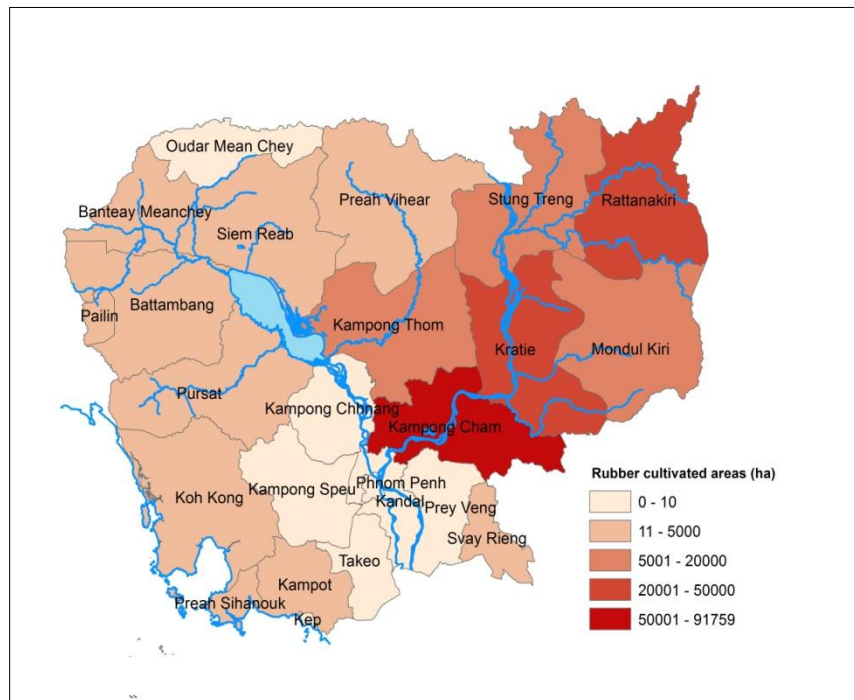 Oudar Mean Chey
Banteay Meanchey
Siem Reab
Preah Vihear
Stung Treng
Rattanakiri
Pailin
Battambang
Kampong Thom
Kratie
Mondul Kiri
Pursat
Kampong Chhnang
Kampong Cham
Koh Kong
Kampong Speu
Phnom Penh
Kandal
Prey Veng
Svay Rieng
Takeo
Kampot
Preah Sihanouk
Kep
Rubber cultivated areas (ha)
0 - 10
11 - 5000
5001 - 20000
20001 - 50000
50001 - 91759